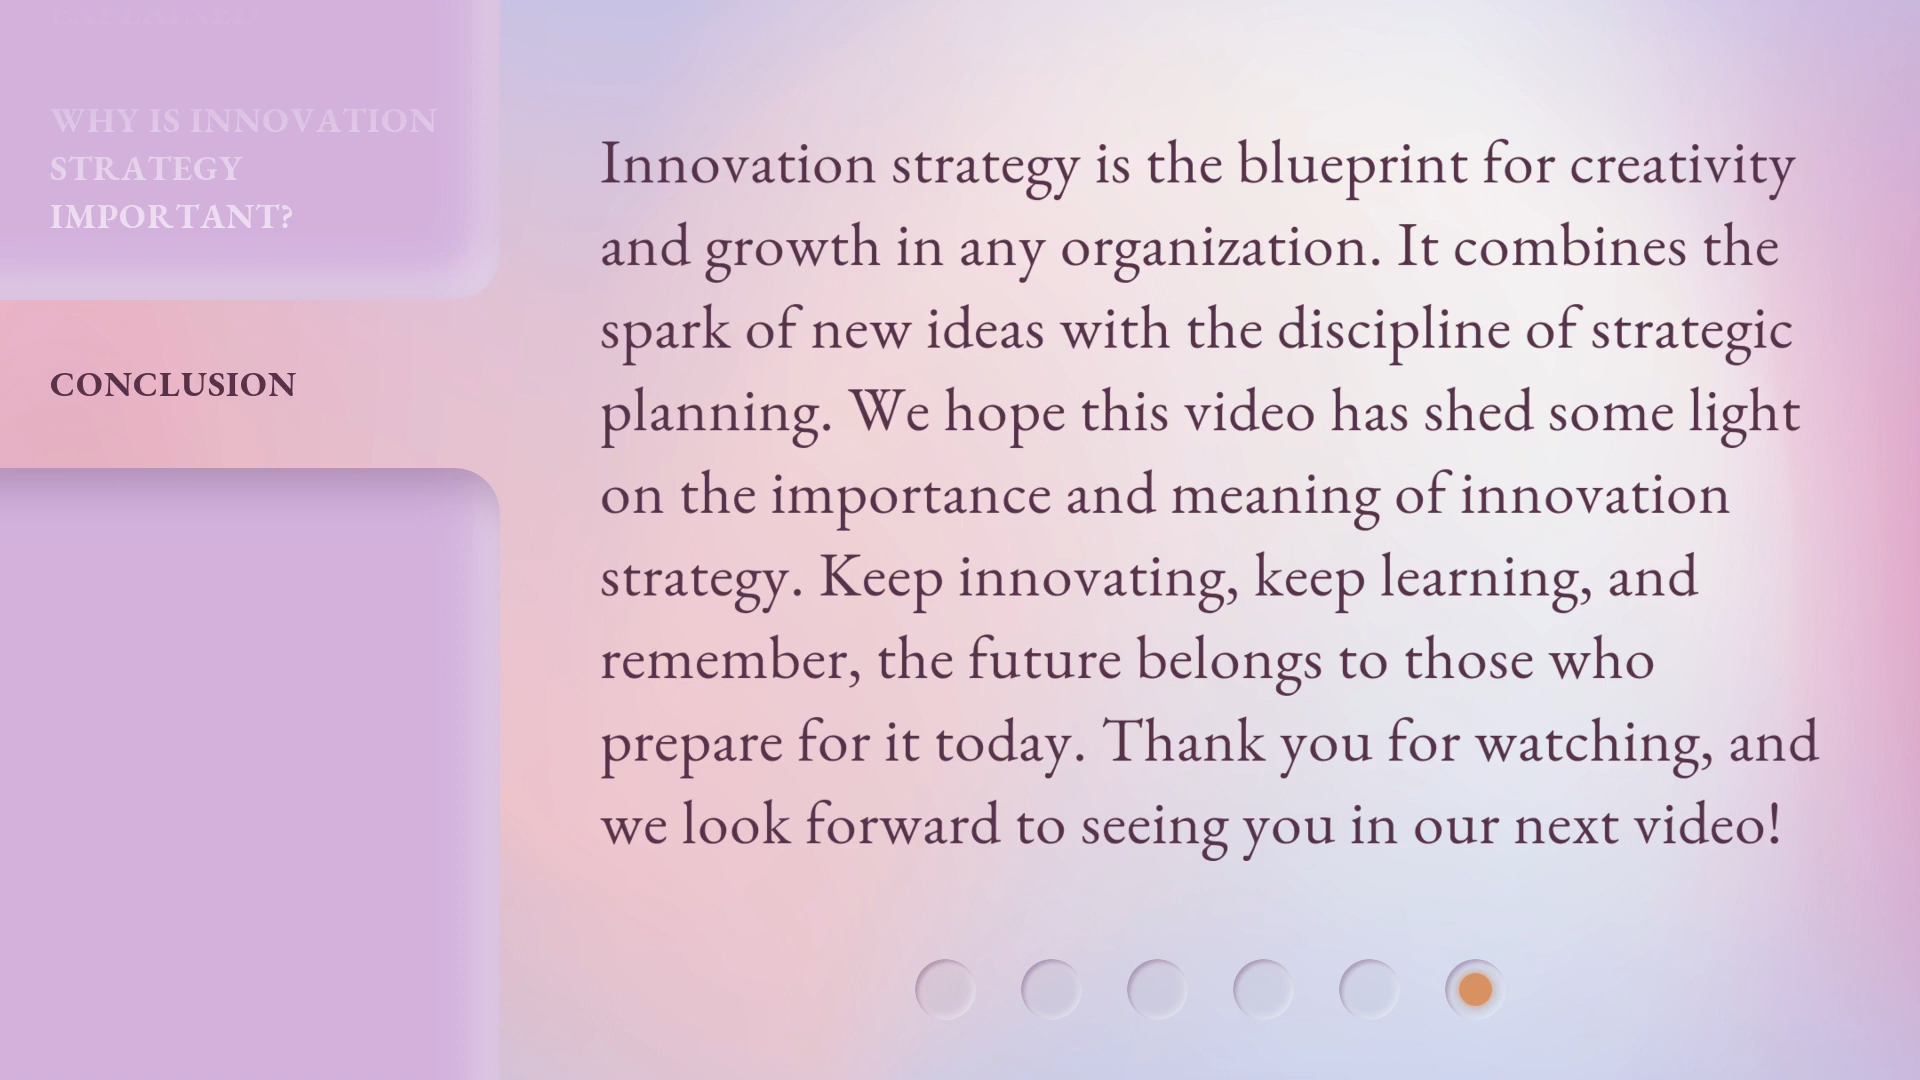 WHY IS INNOVATION
STRATEGY
IMPORTANT?
CONCLUSION
Innovation strategy is the blueprint for creativity
and growth in any organization. It combines the
spark of new ideas with the discipline of strategic
planning. We hope this video has shed some light
on the importance and meaning of innovation
strategy. Keep innovating, keep learning, and
remember, the future belongs to those who
prepare for it today. Thank you for watching, and
we look forward to seeing you in our next video!